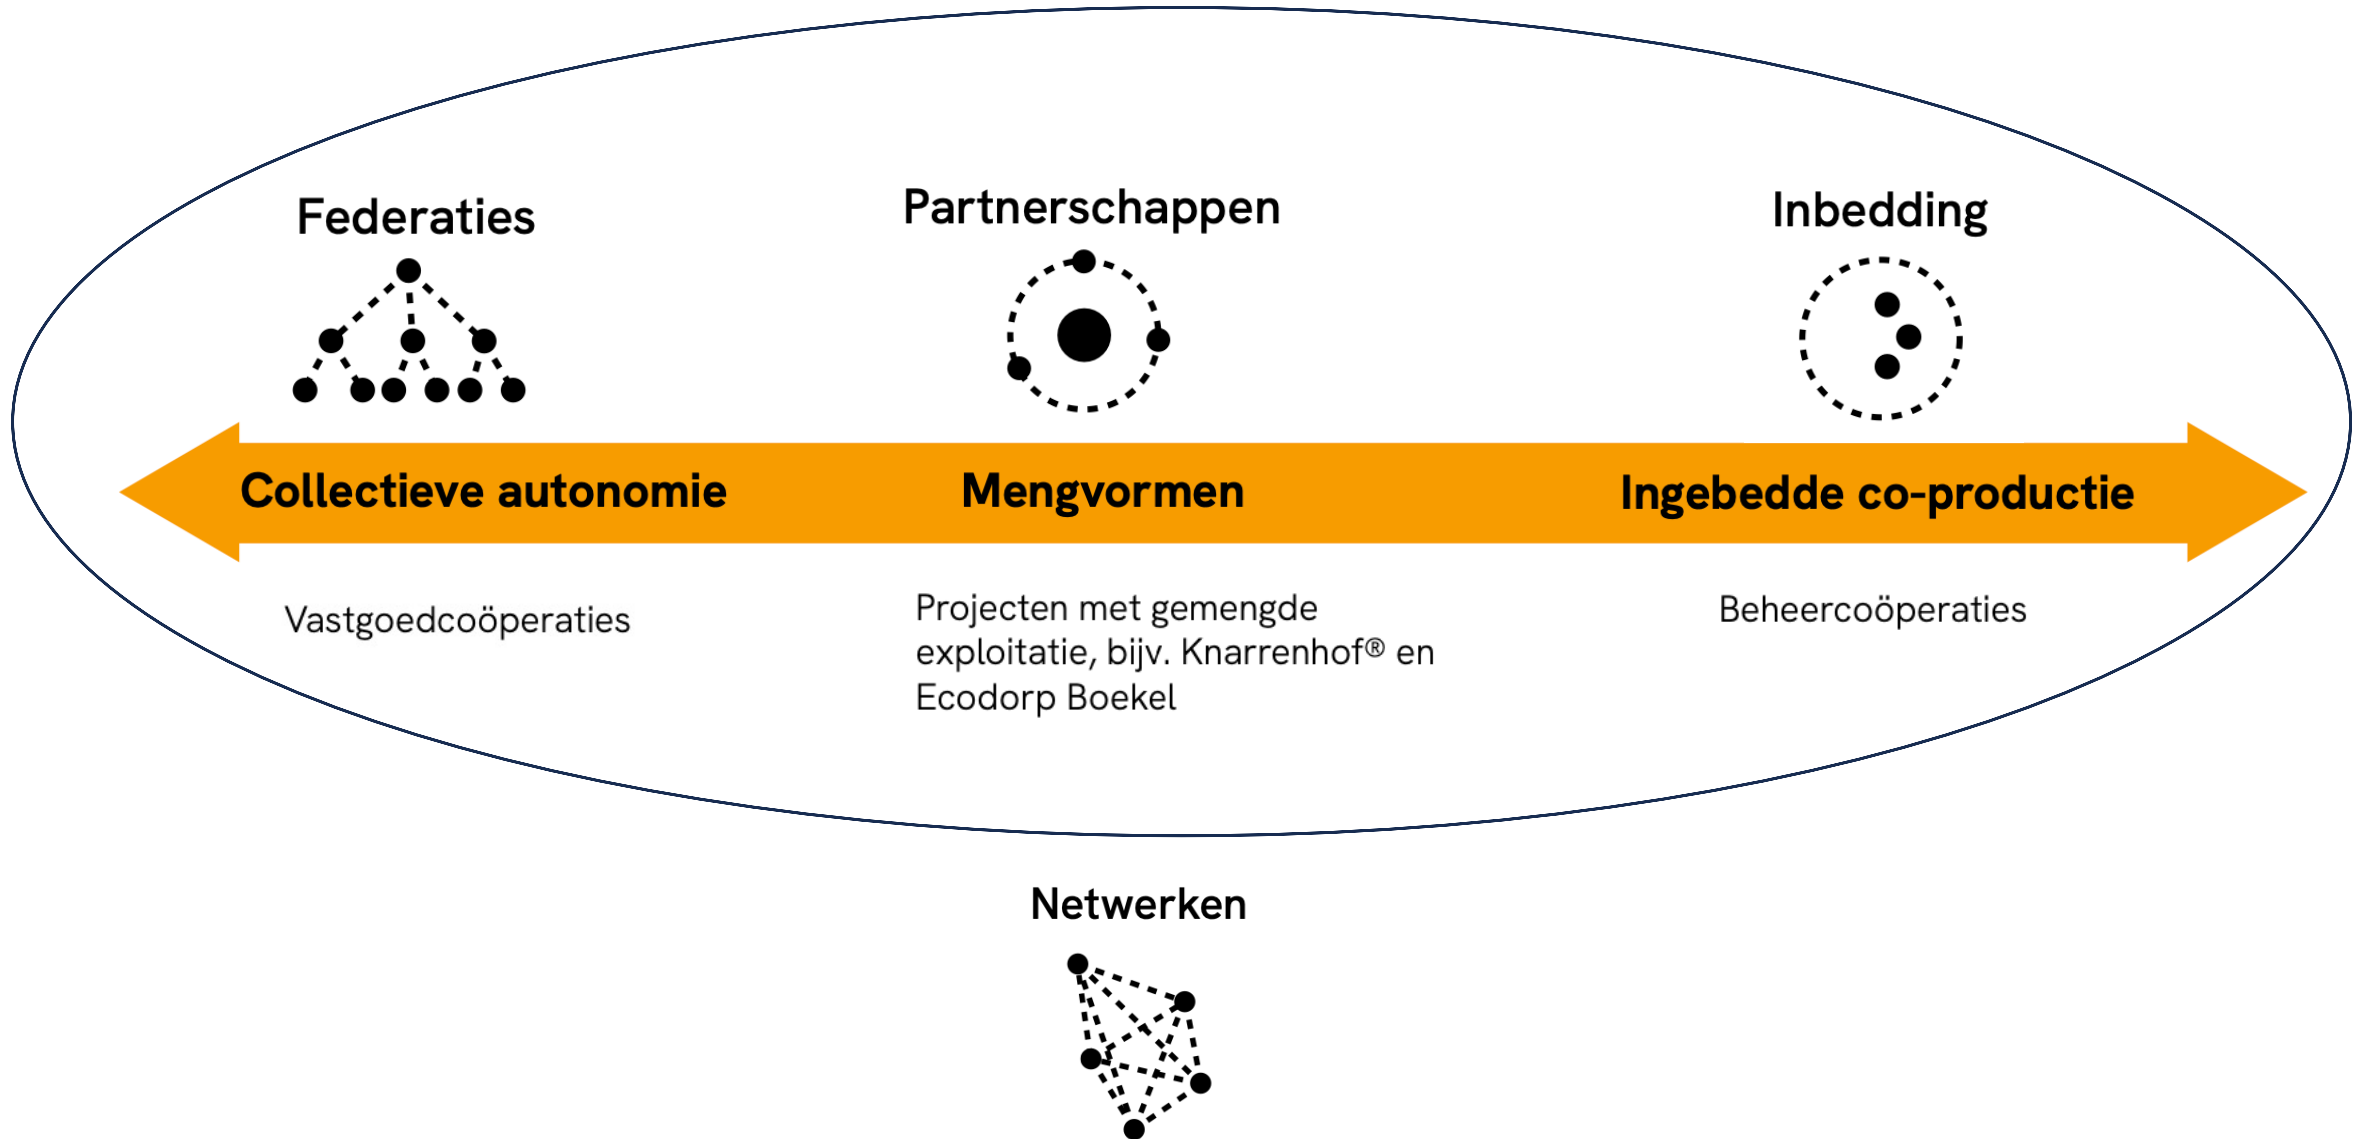 Federaties
Partnerschappen
Inbedding
Collectieve autonomie
Mengvormen
Ingebedde co-productie
Vastgoedcoöperaties
Projecten met gemengde
exploitatie, bijv. Knarrenhof® en
Ecodorp Boekel
Beheercoöperaties
Netwerken